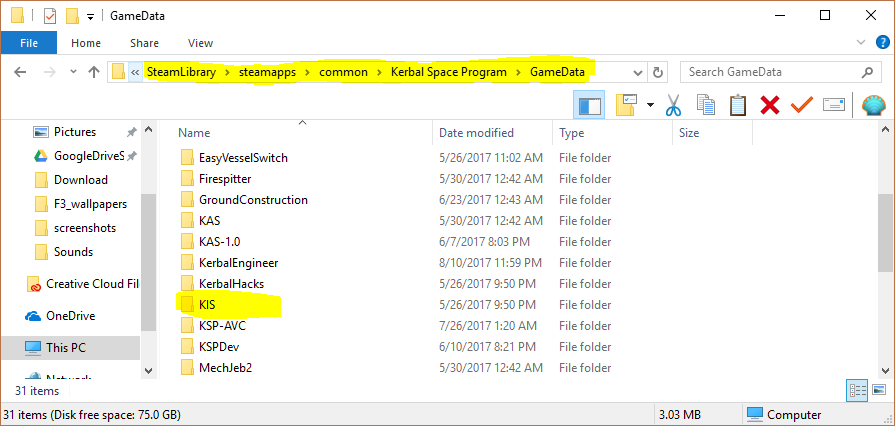 GameData
File Home Share View
« SteamLibrary > steamapps > common > Kerbal Space Program > GameData Search GameData
Name Date modified Type Size
Pictures
GoogleDriveS
Download
F3_wallpapers
screenshots
Sounds
Creative Cloud Fil
OneDrive
This PC
Network
EasyVesselSwitch 5/26/2017 11:02 AM File folder
Firespitter 5/30/2017 12:42 AM File folder
GroundConstruction 6/23/2017 12:43 AM File folder
KAS 5/30/2017 12:42 AM File folder
KAS-1.0 6/7/2017 8:03 PM File folder
KerbalEngineer 8/10/2017 11:59 PM File folder
KerbalHacks 5/26/2017 9:50 PM File folder
KIS 5/26/2017 9:50 PM File folder
KSP-AVC 7/26/2017 1:20 AM File folder
KSPDev 6/10/2017 8:21 PM File folder
MechJeb2 5/30/2017 12:42 AM File folder
31 items
31 items (Disk free space: 75.0 GB) 3.03 MB Computer